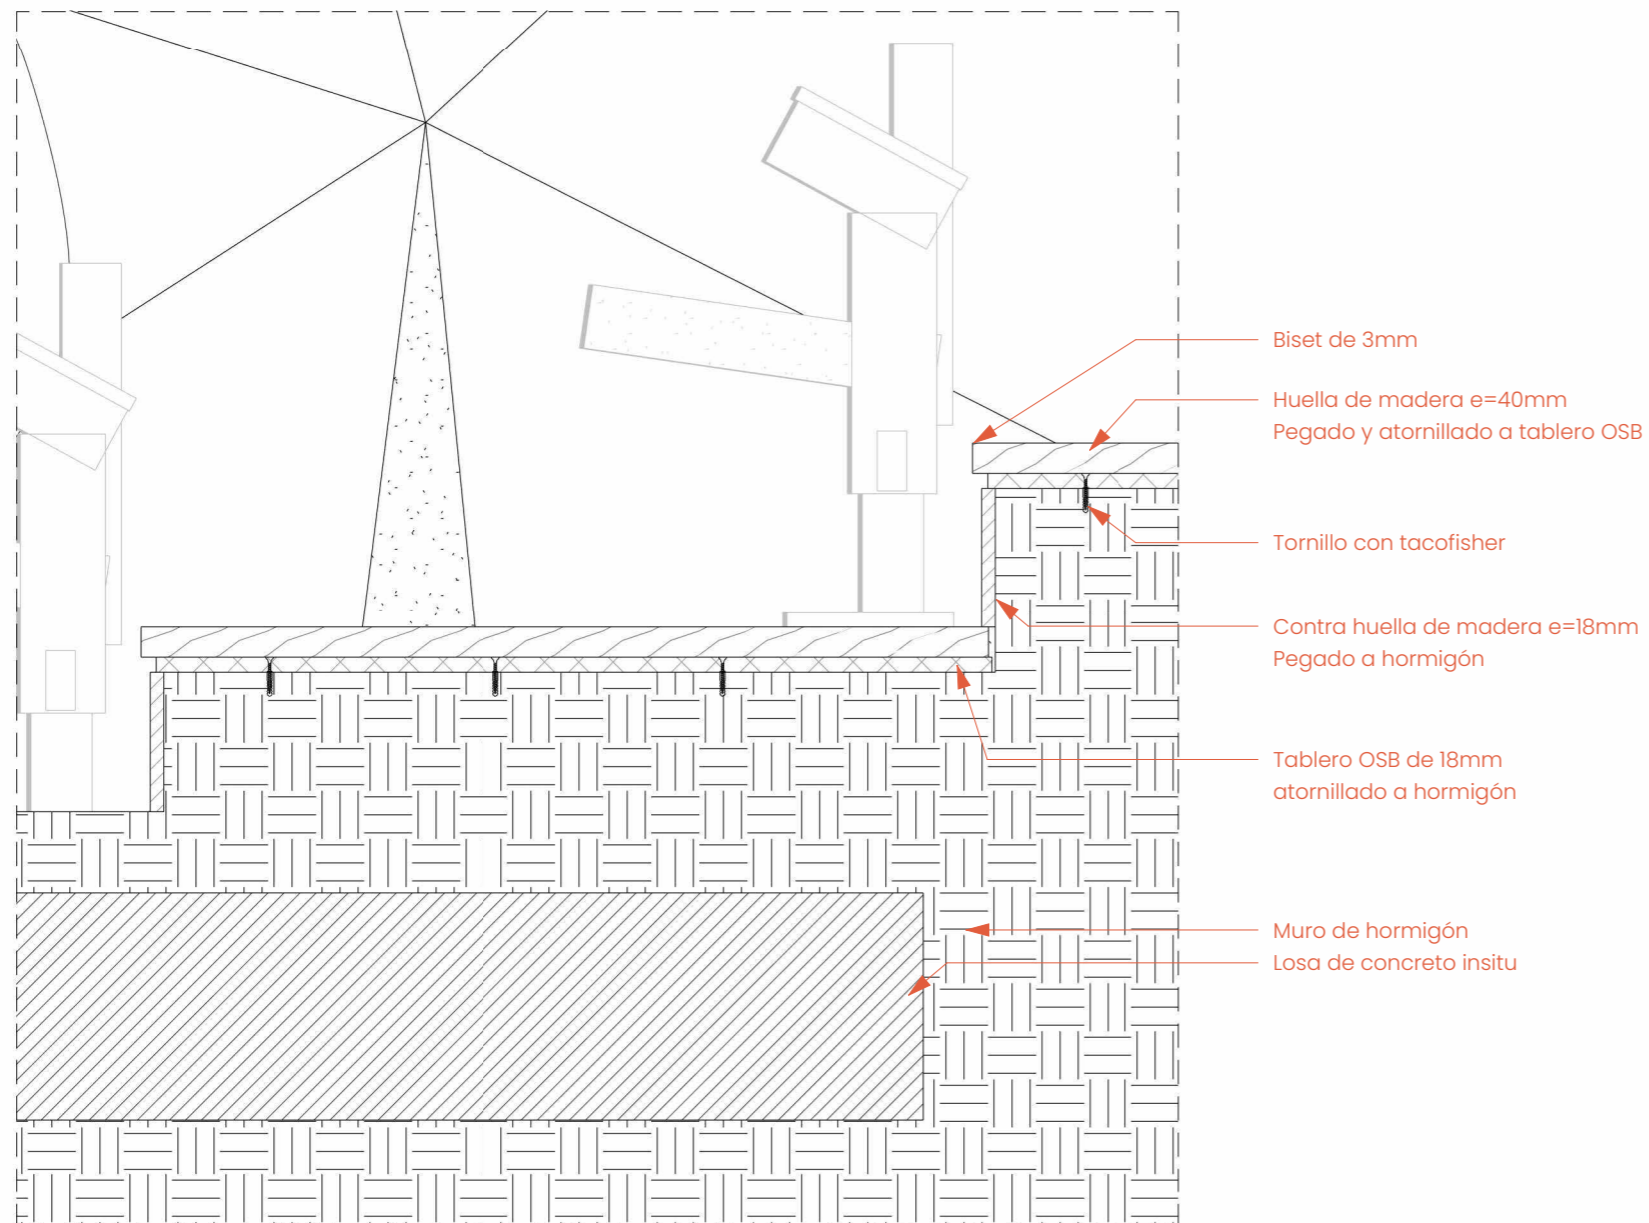 Biset de 3mm
Huella de madera e=40mm
Pegado y atornillado a tablero OSB
Tornillo con tacofisher
Contra huella de madera e=18mm
Pegado a hormigón
Tablero OSB de 18mm
atornillado a hormigón
Muro de hormigón
Losa de concreto insitu